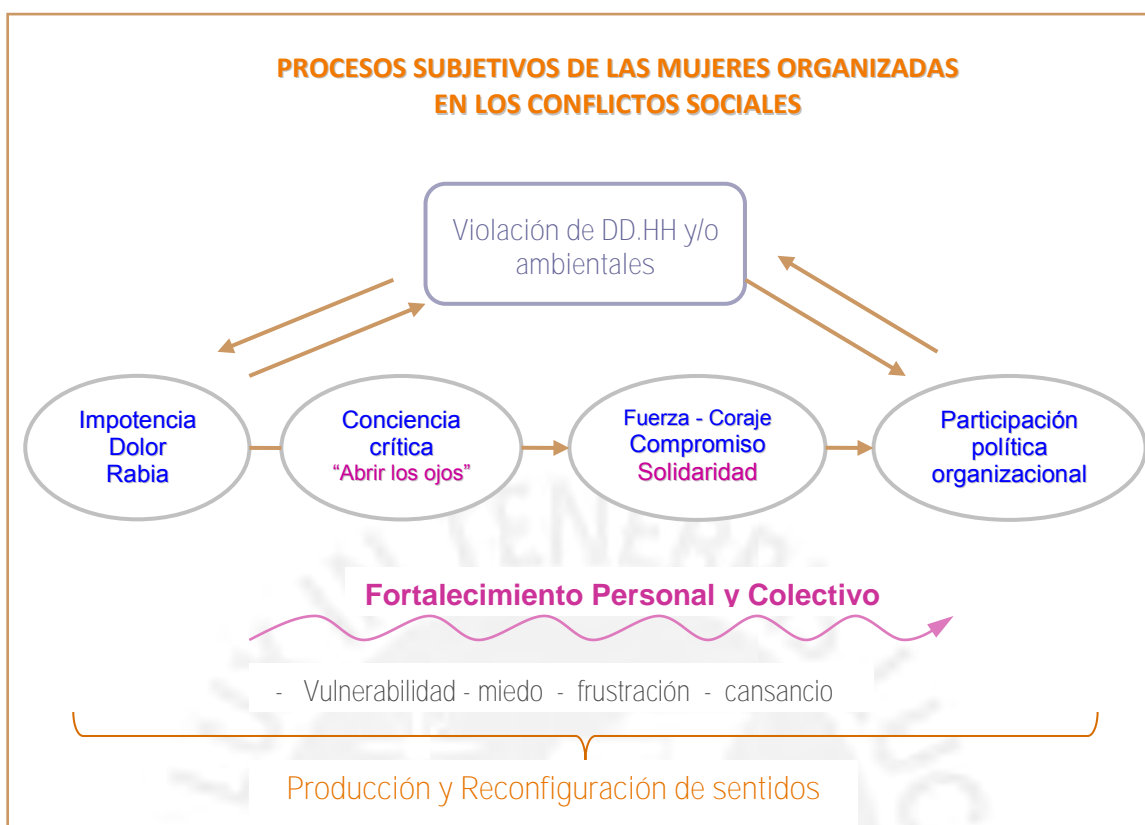 PROCESOS SUBJETIVOS DE LAS MUJERES ORGANIZADAS
EN LOS CONFLICTOS SOCIALES
Violación de DD.HH y/o
ambientales
Impotencia
Dolor
Rabia
Conciencia
crítica
“Abrir los ojos”
Fuerza - Coraje
Compromiso
Solidaridad
Participación
política
organizacional
Fortalecimiento Personal y Colectivo
- Vulnerabilidad - miedo - frustración - cansancio
Producción y Reconfiguración de sentidos